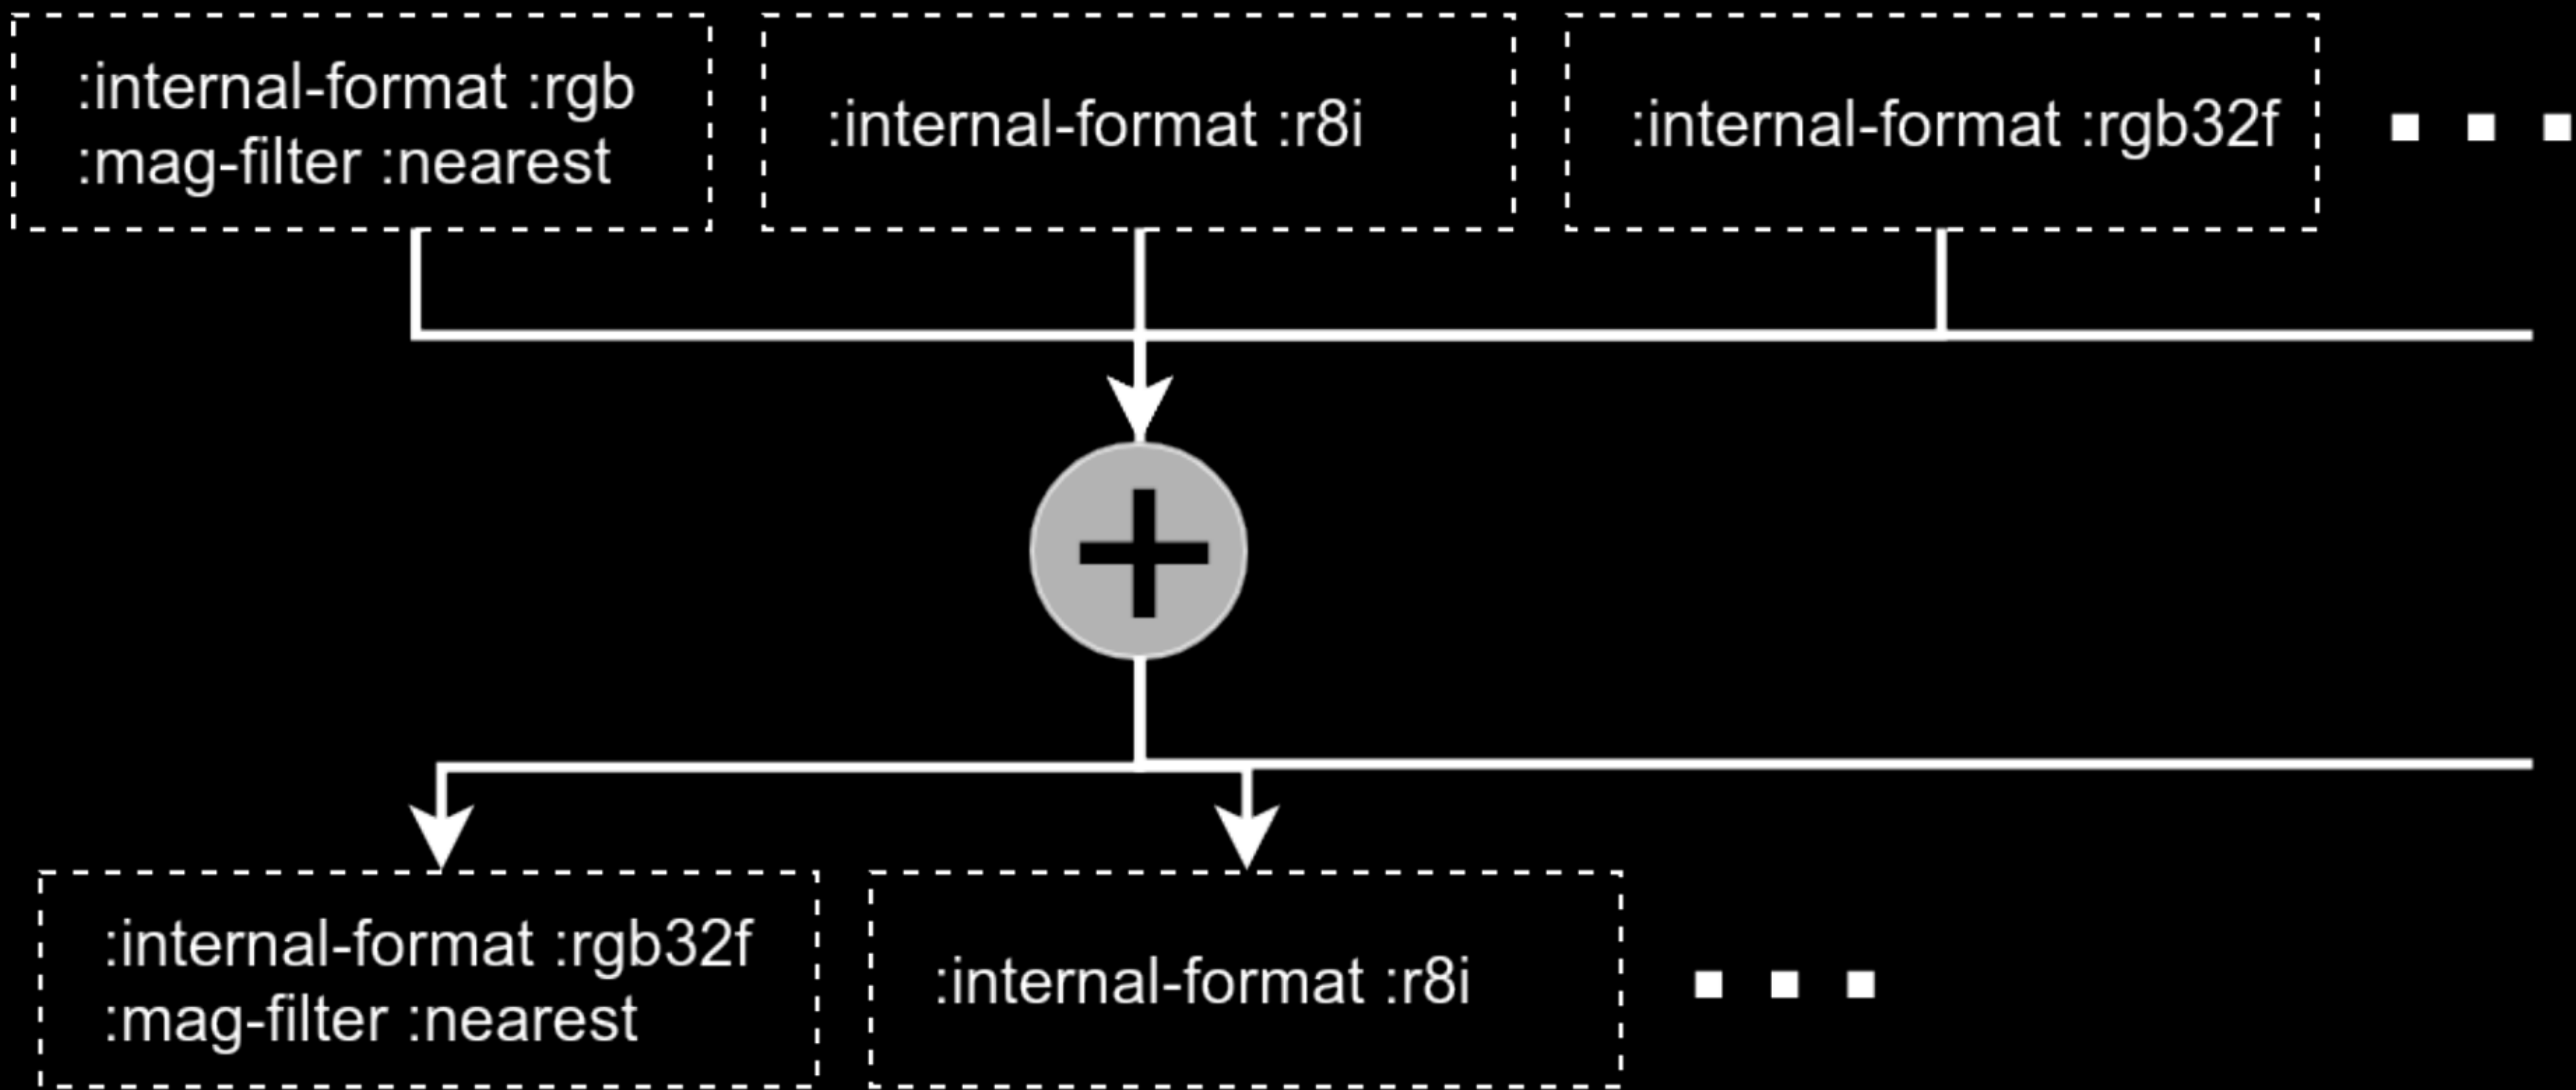 :internal-format :rgb
:mag-filter :nearest
:internal-format :r8i
:internal-format :rgb32f
:internal-format :rgb32f
:mag-filter :nearest
:internal-format :r8i